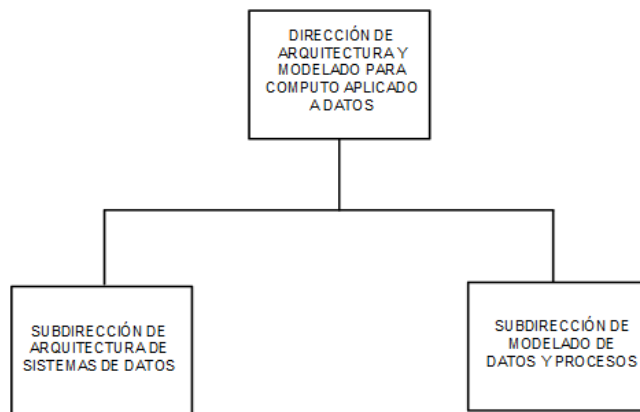 DIRECCIÓN DE
ARQUITECTURA Y
MODELADO PARA
COMPUTO APLICADO
A DATOS
SUBDIRECCIÓN DE
ARQUITECTURA DE
SISTEMAS DE DATOS
SUBDIRECCIÓN DE
MODELADO DE
DATOS Y PROCESOS